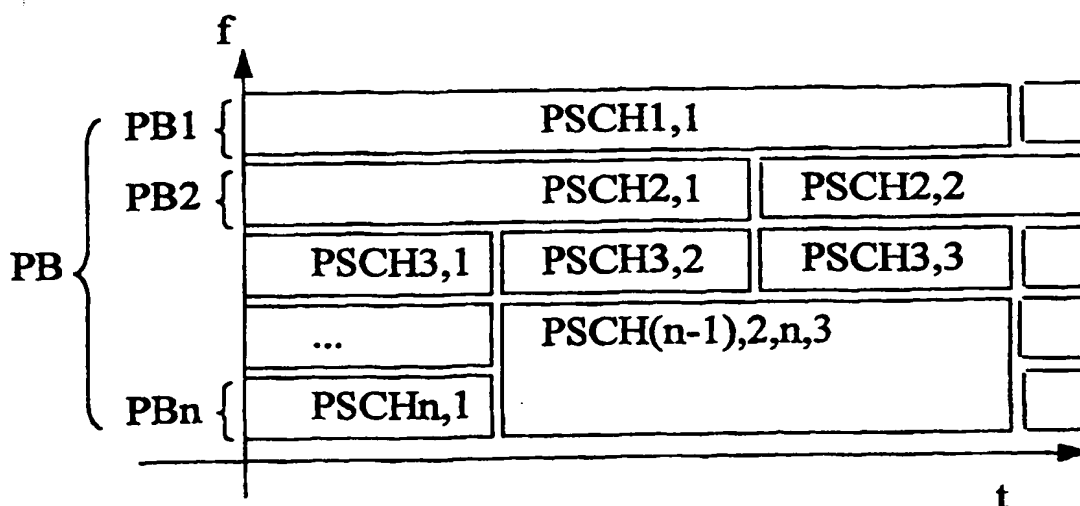 f
PB1
PSCH1,1
PB2
PSCH2,1
PSCH2,2
PB
PSCH3,1
PSCH3,2
PSCH3,3
...
PSCH(n-1),2,n,3
PBn
PSCHn,1
t